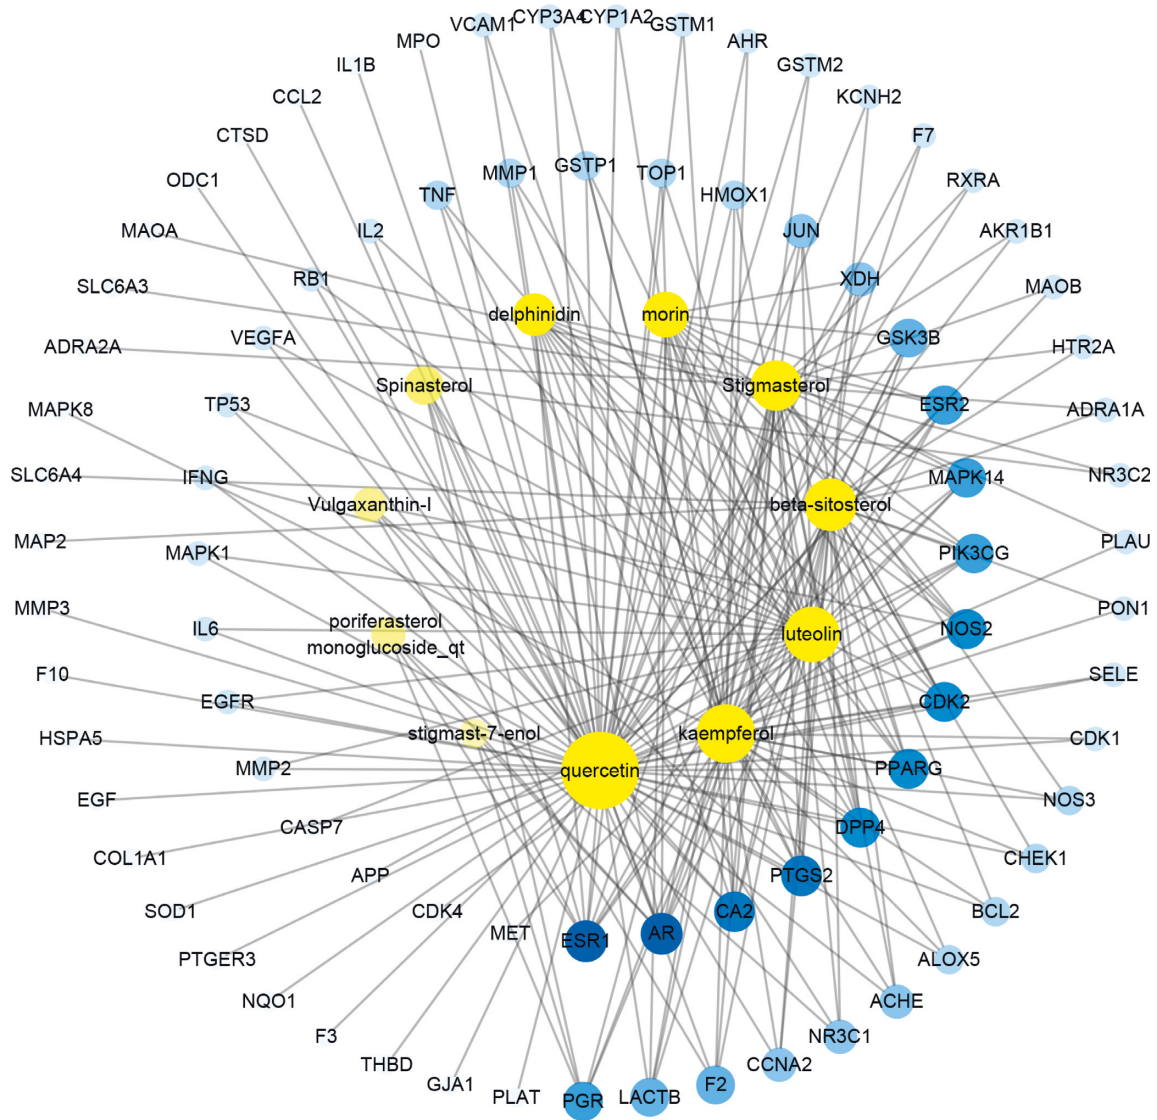 CYP3A4
CYP1A2
VCAM1
GSTM1
MPO
AHR
IL1B
GSTM2
CCL2
KCNH2
CTSD
F7
MMP1
GSTP1
TOP1
ODC1
TNF
HMOX1
RXRA
MAOA
IL2
JUN
AKR1B1
SLC6A3
RB1
XDH
MAOB
delphinidin
morin
ADRA2A
VEGFA
GSK3B
HTR2A
Spinasterol
Stigmasterol
MAPK8
TP53
ESR2
ADRA1A
SLC6A4
IFNG
MAPK14
NR3C2
Vulgaxanthin-I
beta-sitosterol
MAP2
MAPK1
PIK3CG
PLAU
MMP3
IL6
poriferasterol
monoglucoside_qt
luteolin
NOS2
PON1
F10
EGFR
CDK2
SELE
HSPA5
stigmast-7-enol
kaempferol
CDK1
MMP2
quercetin
PPARG
EGF
NOS3
COL1A1
CASP7
DPP4
CHEK1
SOD1
APP
PTGS2
BCL2
PTGER3
CDK4
MET
ESR1
AR
CA2
ALOX5
NQO1
ACHE
F3
NR3C1
THBD
CCNA2
GJA1
PLAT
PGR
LACTB
F2